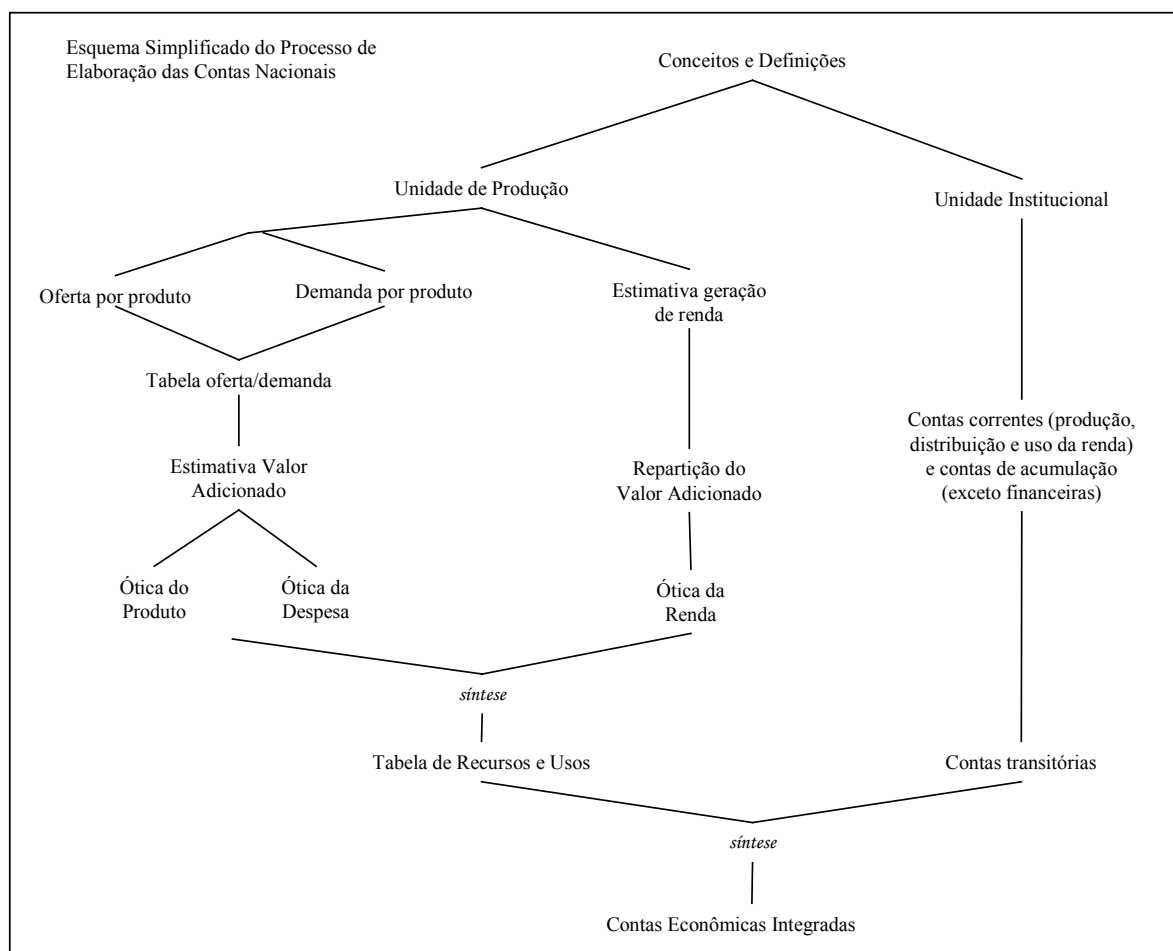 Esquema Simplificado do Processo de
Elaboração das Contas Nacionais
Conceitos e Definições
Unidade de Produção
Unidade Institucional
Oferta por produto
Demanda por produto
Estimativa geração
de renda
Tabela oferta/demanda
Contas correntes (produção,
distribuição e uso da renda)
e contas de acumulação
(exceto financeiras)
Estimativa Valor
Adicionado
Repartição do
Valor Adicionado
Ótica do
Produto
Ótica da
Despesa
Ótica da
Renda
síntese
Tabela de Recursos e Usos
Contas transitórias
síntese
Contas Econômicas Integradas